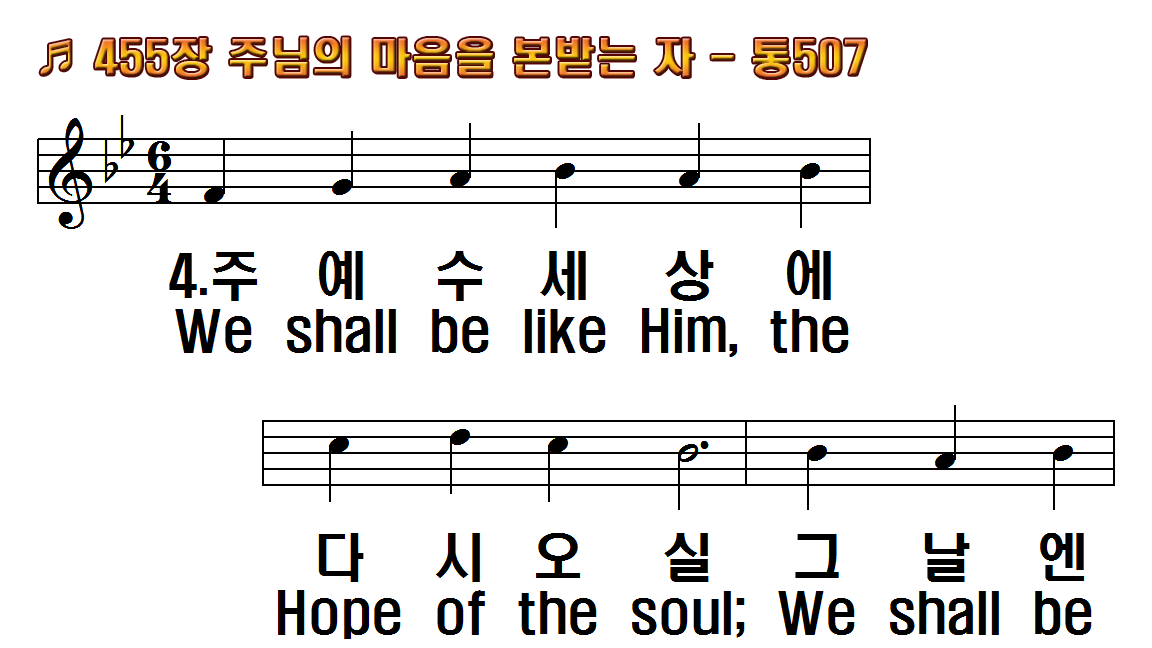 ♬ 455장 주님의 마음을 본받는 자 - 통507
6
4
4.주 예 수 세 상 에
We shall be like Him, the
다 시 오 실 그 날 엔
Hope of the soul; We shall be